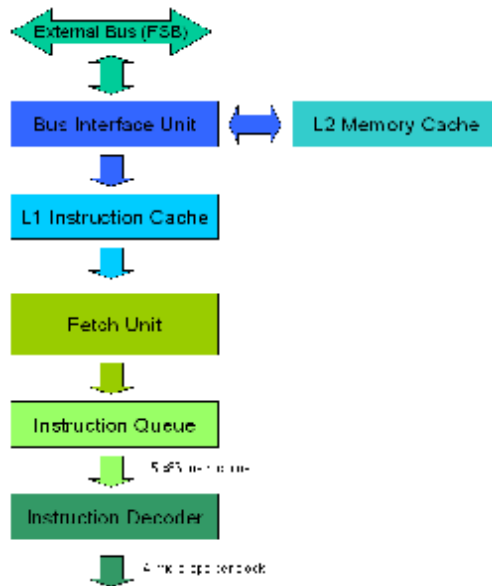 External Bus (FSB)
Bus Interface Unit
L2 Memory Cache
L1 Instruction Cache
Fetch Unit
Instruction Queue
Instruction Decoder